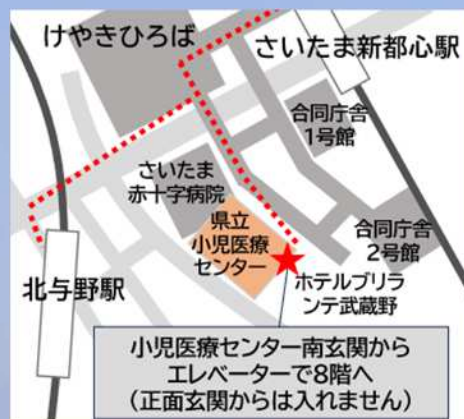 けやきひろば
さいたま新都心駅
合同庁舎
1号館
さいたま
赤十字病院
県立
小児医療
センター
合同庁舎
2号館
北与野駅
ホテルブリラ
ンテ武蔵野
小児医療センター南玄関から
エレベーターで8階へ
（正面玄関からは入れません）